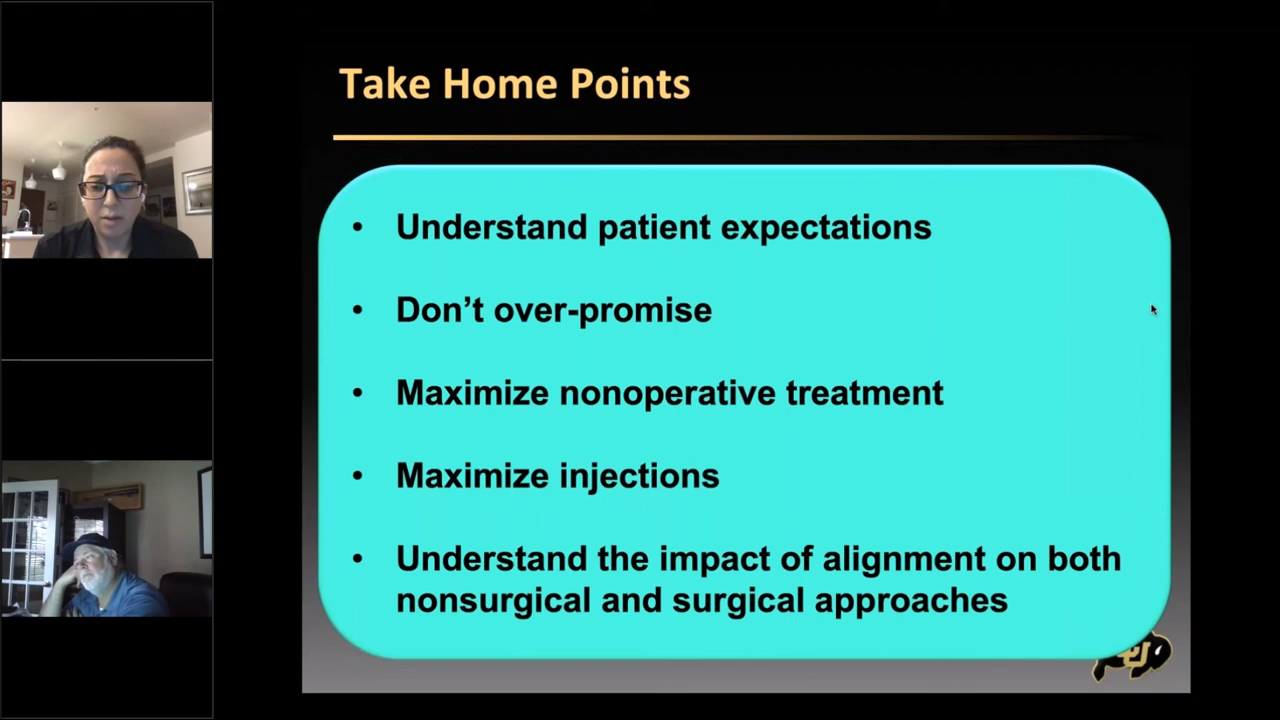 Take Home Points
• Understand patient expectations
• Don’t over-promise
• Maximize nonoperative treatment
• Maximize injections
• Understand the impact of alignment on both
nonsurgical and surgical approaches
CU